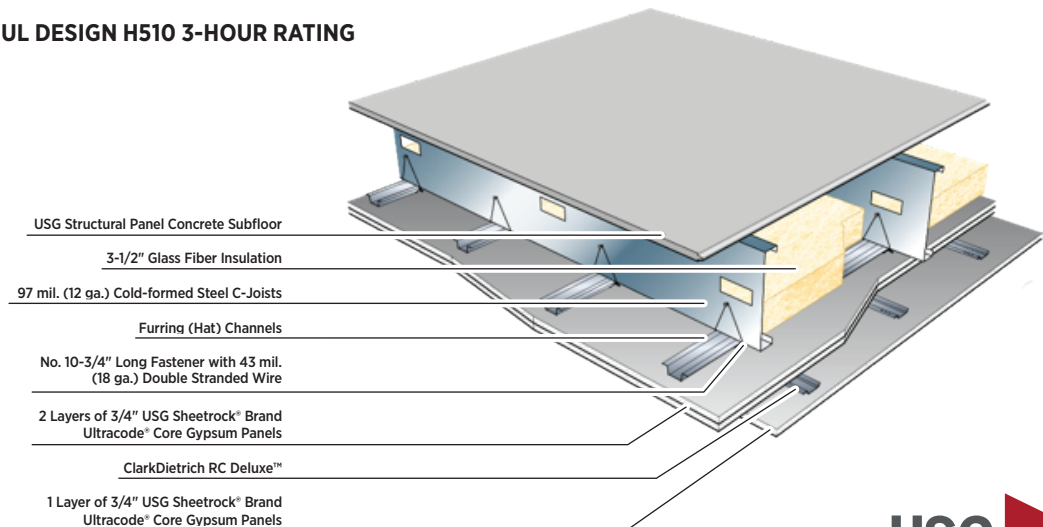 UL DESIGN H510 3-HOUR RATING
USG Structural Panel Concrete Subfloor
3-1/2" Glass Fiber Insulation
97 mil. (12 ga.) Cold-formed Steel C-Joists
Furring (Hat) Channels
No. 10-3/4" Long Fastener with 43 mil.
(18 ga.) Double Stranded Wire
2 Layers of 3/4" USG Sheetrock® Brand
Ultracode® Core Gypsum Panels
ClarkDietrich RC Deluxe™
1 Layer of 3/4" USG Sheetrock® Brand
Ultracode® Core Gypsum Panels
USG